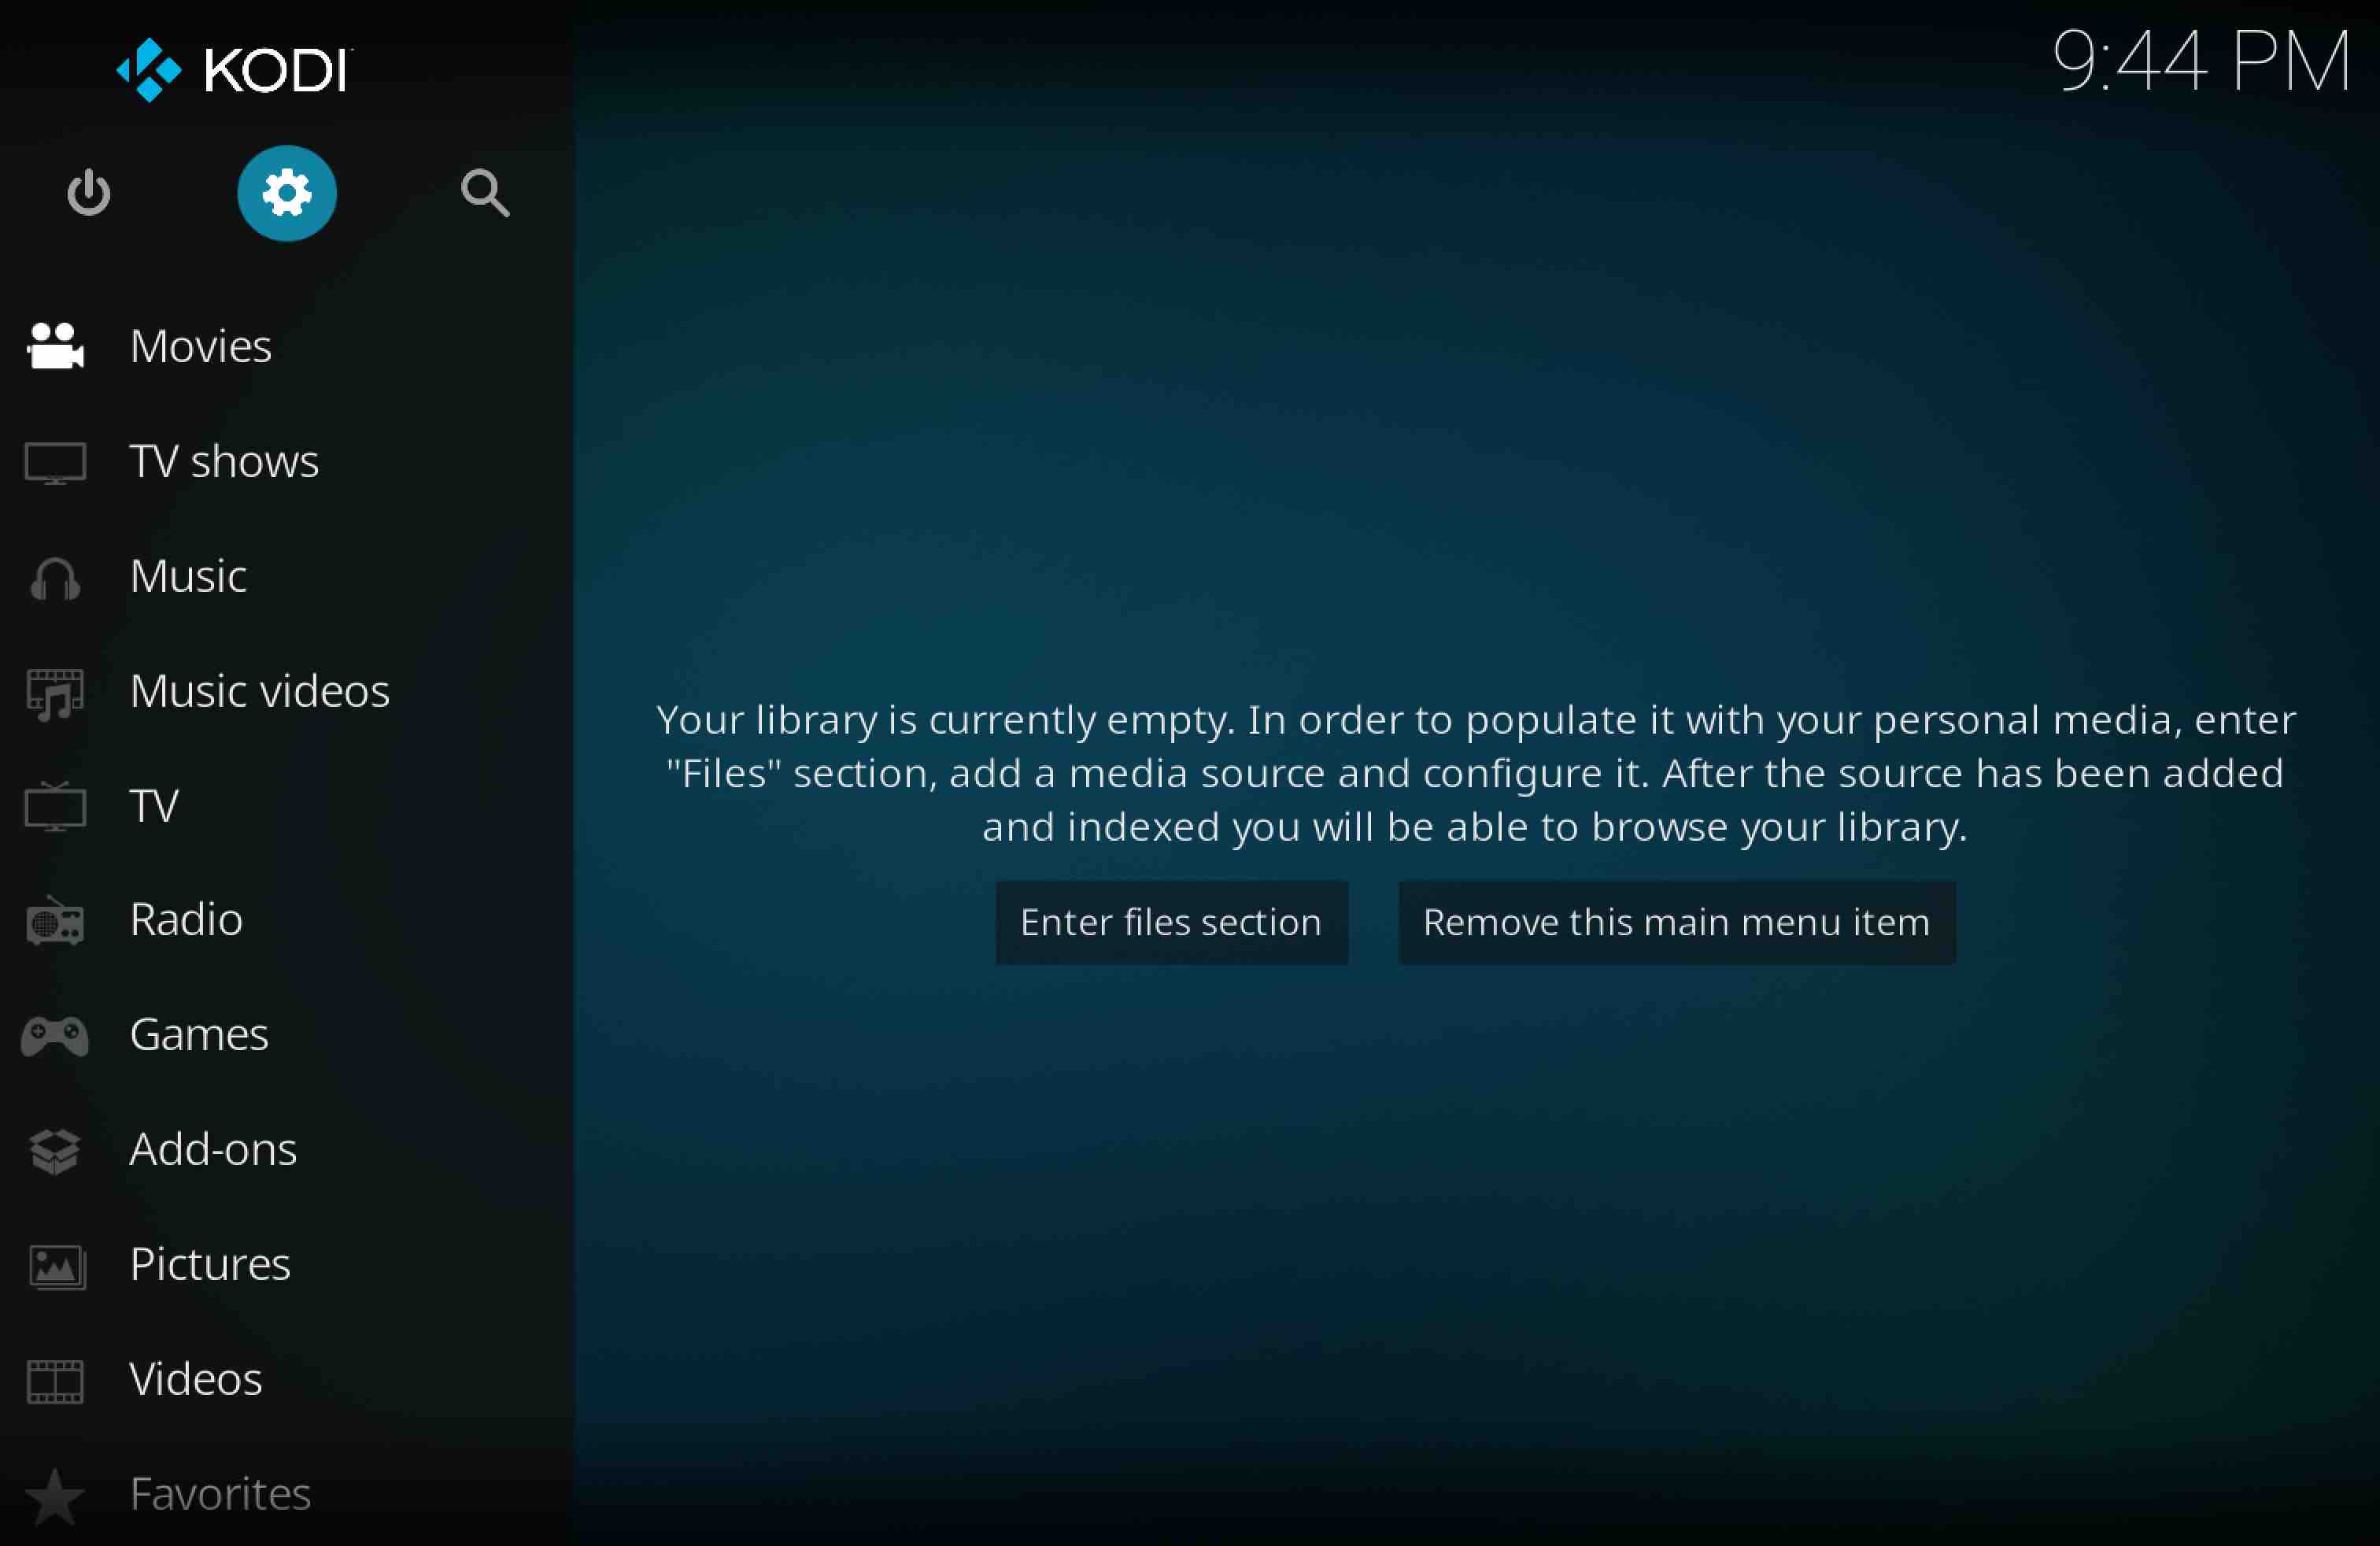 KODI
9:44 PM
Movies
TV shows
Music
Music videos
TV
Radio
Games
Add-ons
Pictures
Videos
Favorites
Your library is currently empty. In order to populate it with your personal media, enter
"Files" section, add a media source and configure it. After the source has been added
and indexed you will be able to browse your library.
Enter files section
Remove this main menu item